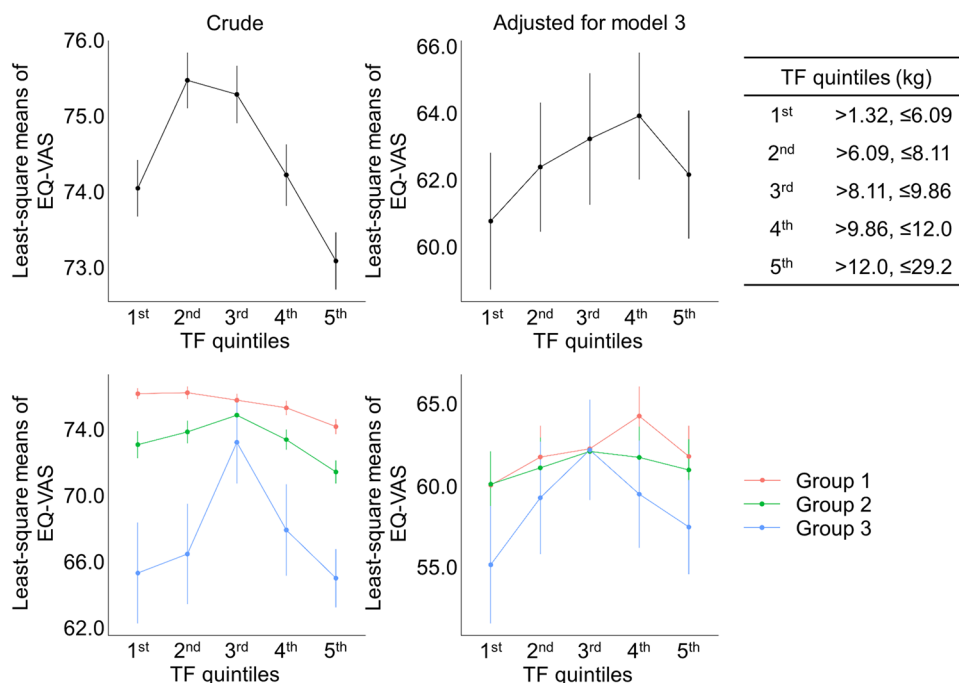 Crude
Least-square means of
EQ-VAS
76.0
75.0
74.0
73.0
1st 2nd 3rd 4th 5th
TF quintiles
Adjusted for model 3
Least-square means of
EQ-VAS
66.0
64.0
62.0
60.0
1st 2nd 3rd 4th 5th
TF quintiles
TF quintiles (kg)
1st >1.32, ≤6.09
2nd >6.09, ≤8.11
3rd >8.11, ≤9.86
4th >9.86, ≤12.0
5th >12.0, ≤29.2
Least-square means of
EQ-VAS
74.0
70.0
66.0
62.0
1st 2nd 3rd 4th 5th
TF quintiles
Least-square means of
EQ-VAS
65.0
60.0
55.0
1st 2nd 3rd 4th 5th
TF quintiles
Group 1
Group 2
Group 3